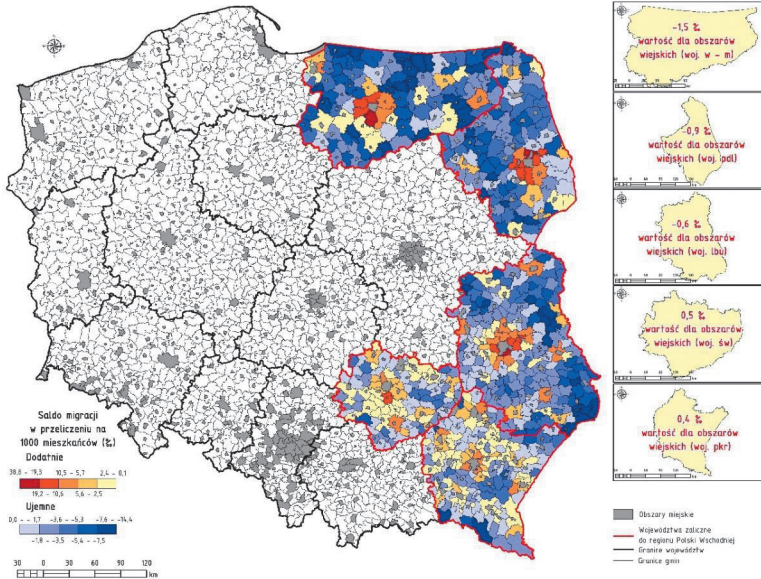 -1,5 ‰
wartość dla obszarów
wiejskich (woj. w - m)
-0,9 ‰
wartość dla obszarów
wiejskich (woj. pdl)
-0,6 ‰
wartość dla obszarów
wiejskich (woj. lbu)
0,5 ‰
wartość dla obszarów
wiejskich (woj. św)
0,4 ‰
wartość dla obszarów
wiejskich (woj. pkr)
Saldo migracji
w przeliczeniu na
1000 mieszkańców (‰)
Dodatnie
38,8 - 19,3 10,5 - 5,7 2,4 - 0,1
19,2 - 10,6 5,6 - 2,5
Ujemne
0,0 - -1,7 -3,6 - -5,3 -7,6 - -14,4
-1,8 - -3,5 -5,4 - -7,5
30 0 30 60 90 120
km
Obszary miejskie
Województwa zaliczne
do regionu Polski Wschodniej
Granice województw
Granice gmin